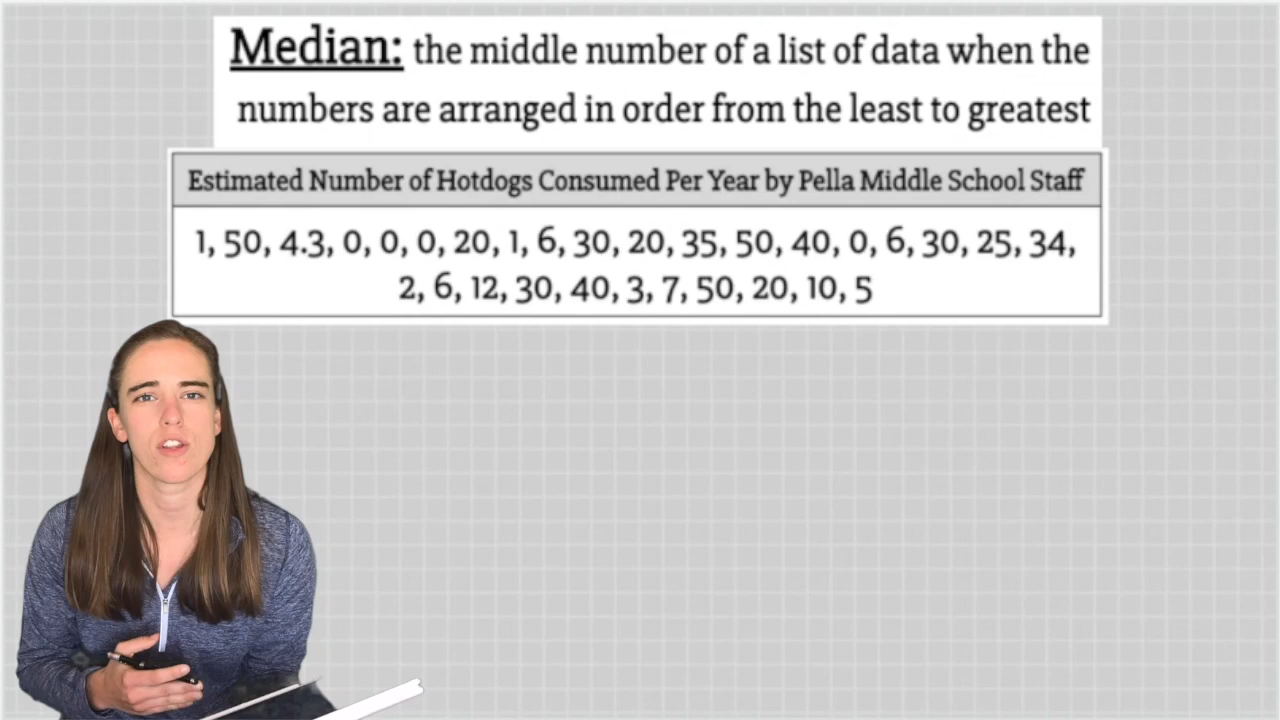 Median: the middle number of a list of data when the
numbers are arranged in order from the least to greatest
Estimated Number of Hotdogs Consumed Per Year by Pella Middle School Staff
1, 50, 4.3, 0, 0, 0, 20, 1, 6, 30, 20, 35, 50, 40, 0, 6, 30, 25, 34,
2, 6, 12, 30, 40, 3, 7, 50, 20, 10, 5